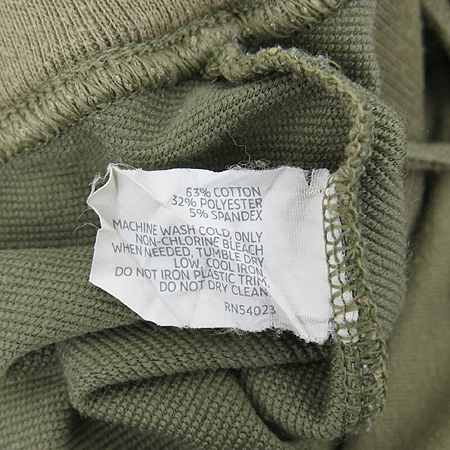 63% COTTON
32% POLYESTER
5% SPANDEX
MACHINE WASH COLD, ONLY
NON-CHLORINE BLEACH
WHEN NEEDED, TUMBLE DRY
LOW, COOL IRON,
DO NOT IRON PLASTIC TRIM,
DO NOT DRY CLEAN
RN54023